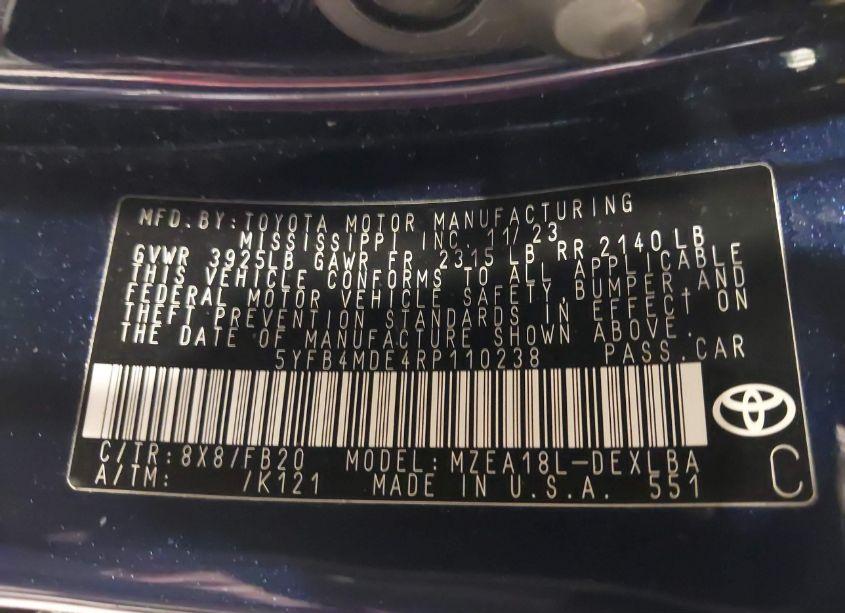 MFD.BY:TOYOTA MOTOR MANUFACTURING
MISSISSIPPI INC. 11/23
GVWR 3925LB GAWR FR 2315 LB RR 2140LB
THIS VEHICLE CONFORMS TO ALL APPLICABLE
FEDERAL MOTOR VEHICLE SAFETY,BUMPER,AND
THEFT PREVENTION STANDARDS IN EFFECT ON
THE DATE OF MANUFACTURE SHOWN ABOVE.
5YFB4MDE4RP110238 PASS.CAR
C/TR:8X8/FB20 MODEL:MZEA18L-DEXLBA
A/TM: /K121 MADE IN U.S.A. 551
C